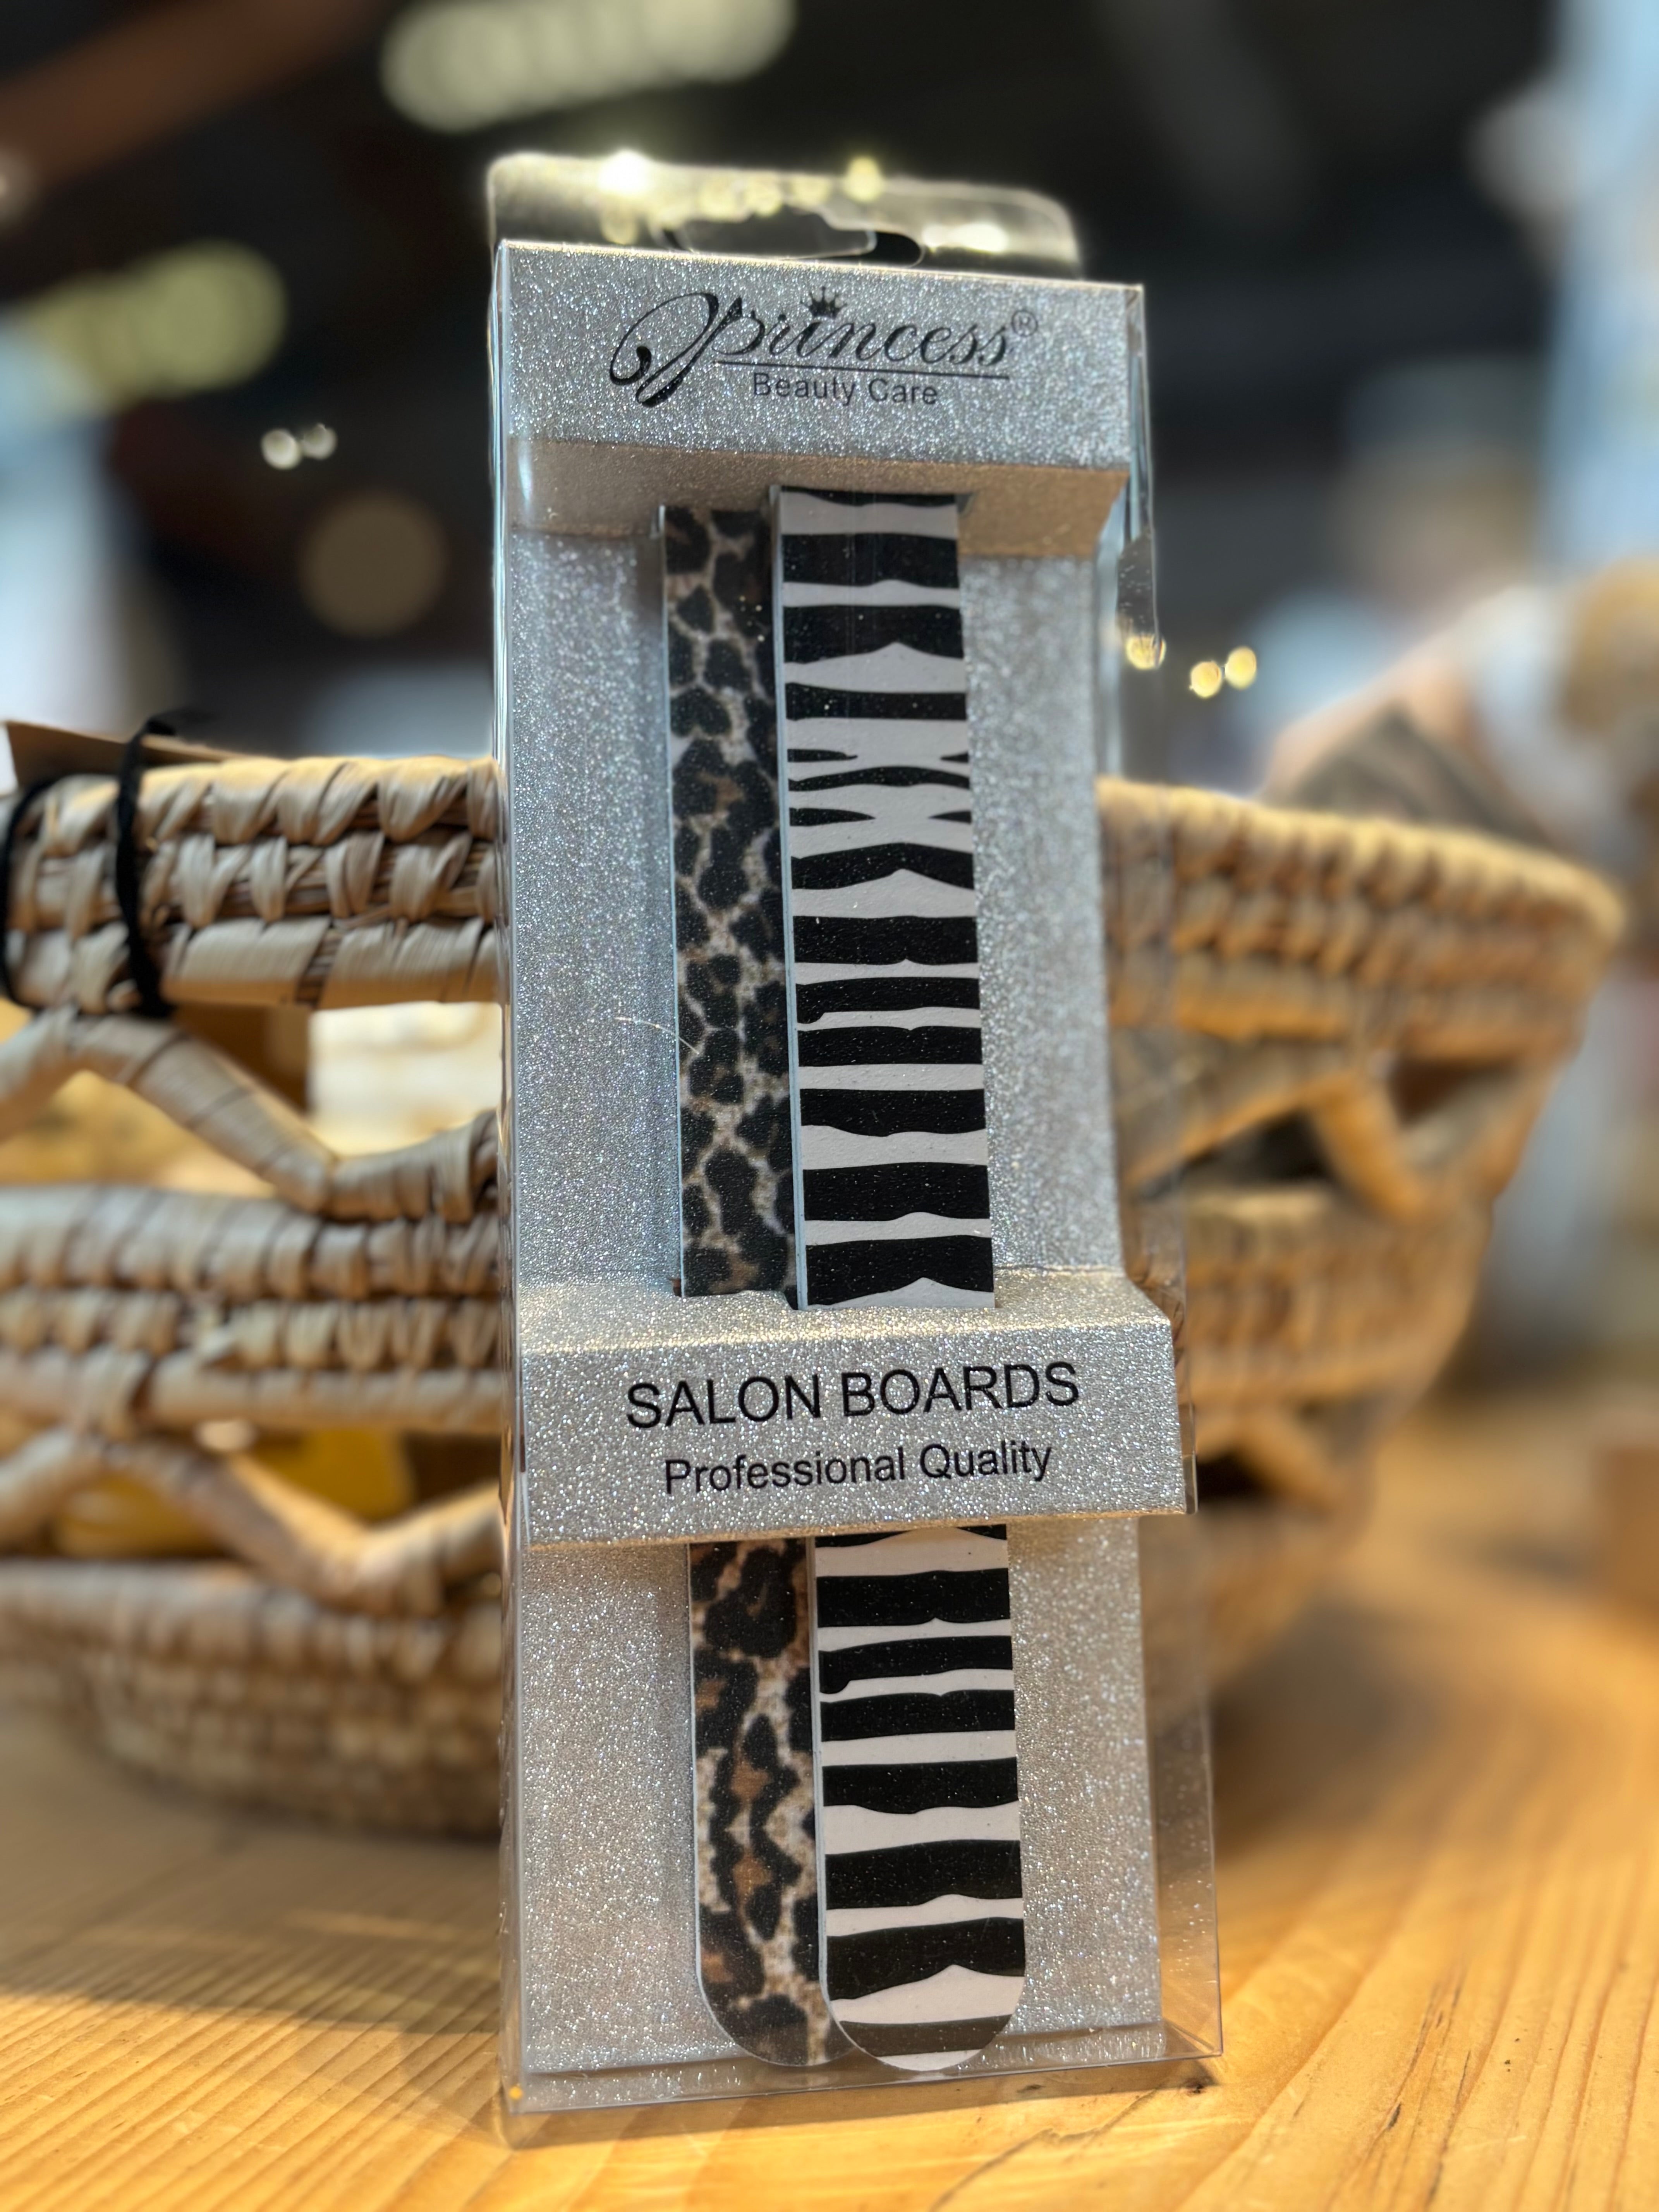 Princess®
Beauty Care
SALON BOARDS
Professional Quality